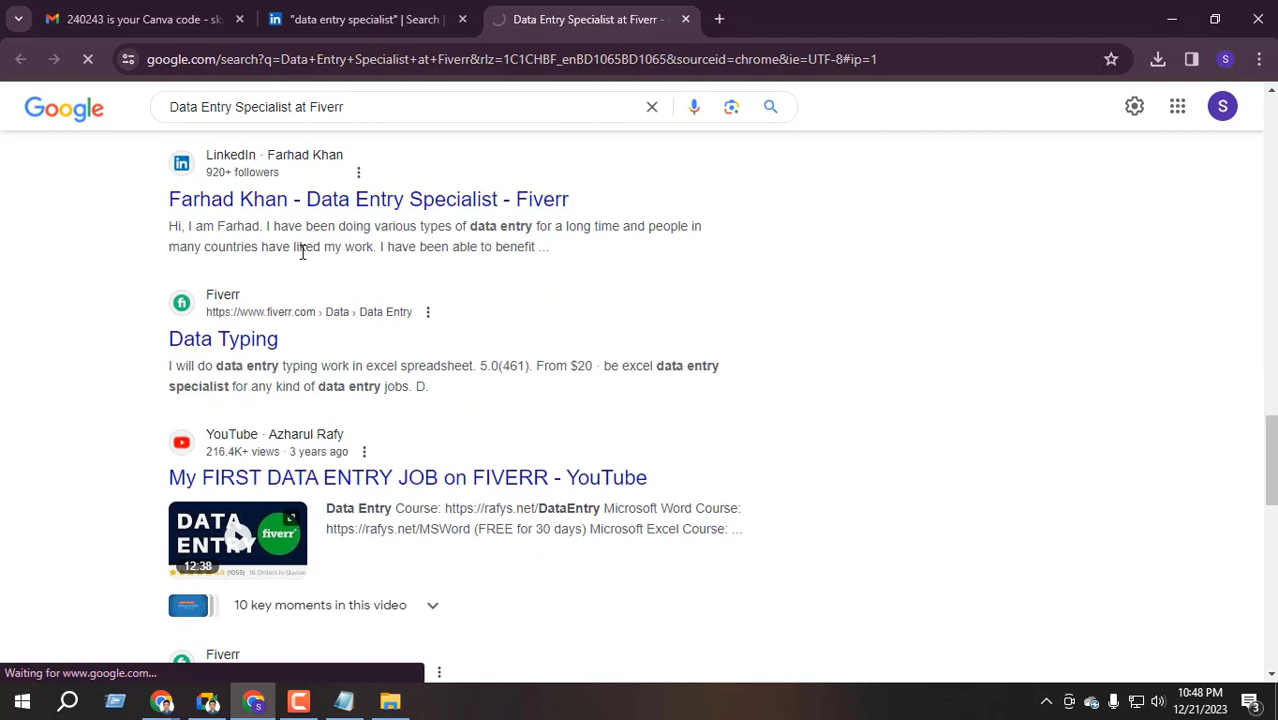 240243 is your Canva code - sk
"data entry specialist" | Search |
Data Entry Specialist at Fiverr -
google.com/search?q=Data+Entry+Specialist+at+Fiverr&rlz=1C1CHBF_enBD1065BD1065&sourceid=chrome&ie=UTF-8#ip=1
S
Google
Data Entry Specialist at Fiverr
S
LinkedIn · Farhad Khan
920+ followers
Farhad Khan - Data Entry Specialist - Fiverr
Hi, I am Farhad. I have been doing various types of data entry for a long time and people in
many countries have liked my work. I have been able to benefit ...
Fiverr
https://www.fiverr.com › Data › Data Entry
Data Typing
I will do data entry typing work in excel spreadsheet. 5.0(461). From $20 · be excel data entry
specialist for any kind of data entry jobs. D.
YouTube · Azharul Rafy
216.4K+ views · 3 years ago
My FIRST DATA ENTRY JOB on FIVERR - YouTube
Data Entry Course: https://rafys.net/DataEntry Microsoft Word Course:
https://rafys.net/MSWord (FREE for 30 days) Microsoft Excel Course: ...
DATA
ENTRY
fiverr
12:38
10 key moments in this video
Fiverr
Waiting for www.google.com...
10:48 PM
12/21/2023
3